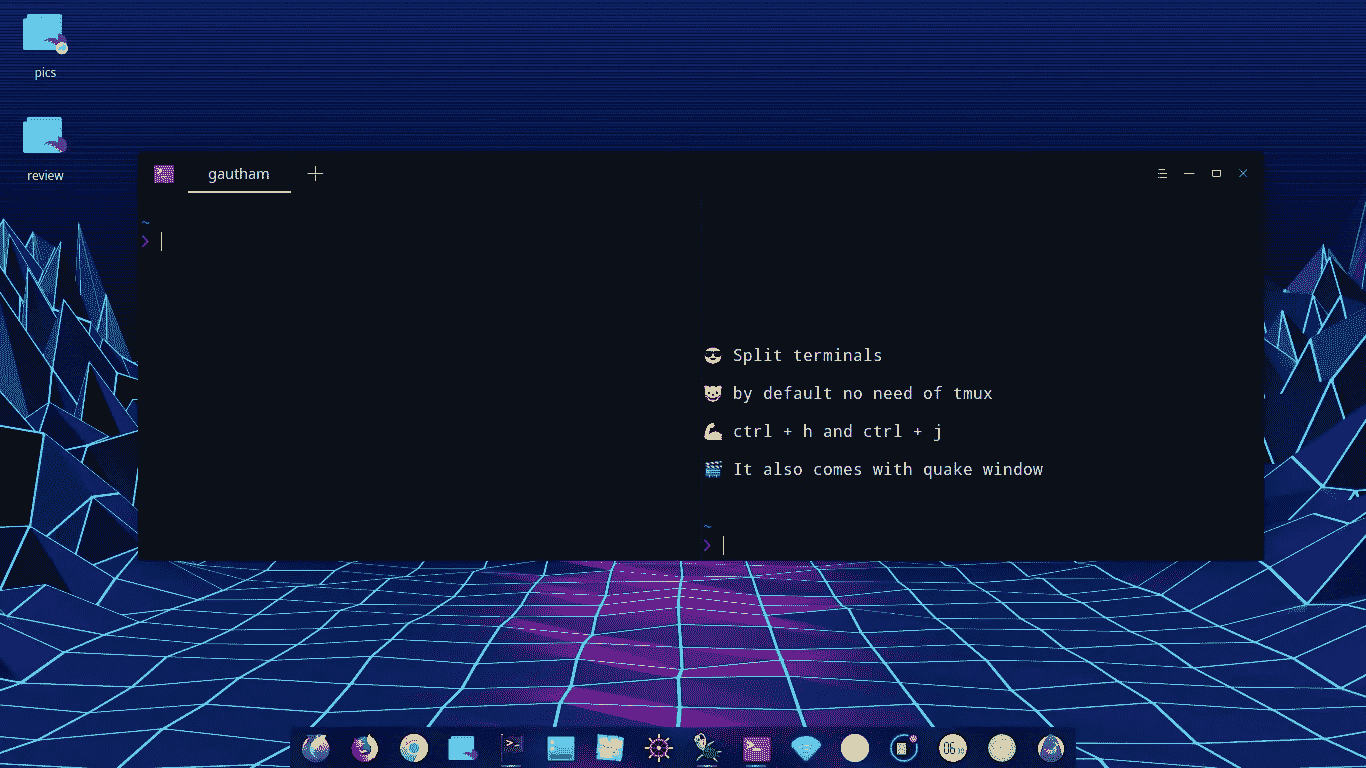 pics
review
gautham
~
❯
😎 Split terminals
😈 by default no need of tmux
💪 ctrl + h and ctrl + j
🎬 It also comes with quake window
~
❯